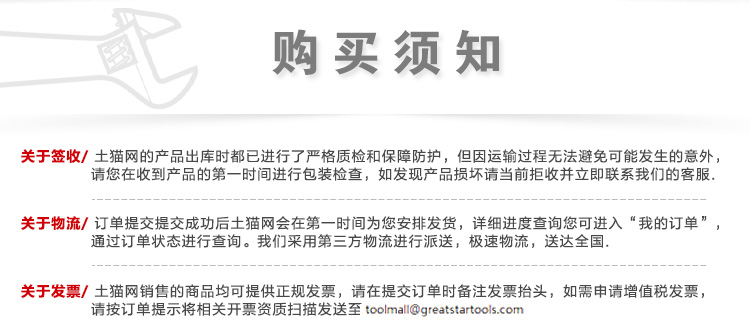 购买须知
关于签收/ 土猫网的产品出库时都已进行了严格质检和保障防护，但因运输过程无法避免可能发生的意外，
请您在收到产品的第一时间进行包装检查，如发现产品损坏请当前拒收并立即联系我们的客服.
关于物流/ 订单提交提交成功后土猫网会在第一时间为您安排发货，详细进度查询您可进入“我的订单”，
通过订单状态进行查询。我们采用第三方物流进行派送，极速物流，送达全国.
关于发票/ 土猫网销售的商品均可提供正规发票，请在提交订单时备注发票抬头，如需申请增值税发票，
请按订单提示将相关开票资质扫描发送至 toolmall@greatstartools.com